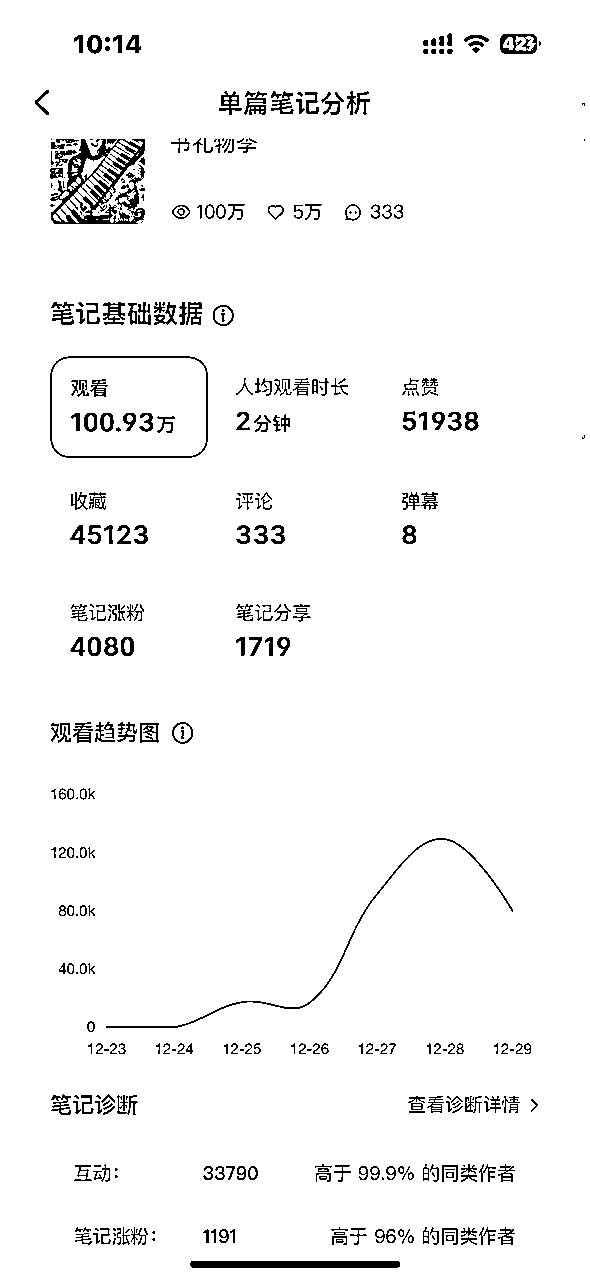 10:14
单篇笔记分析
书礼物季
100万 5万 333
笔记基础数据
观看 人均观看时长 点赞
100.93万 2分钟 51938
收藏 评论 弹幕
45123 333 8
笔记涨粉 笔记分享
4080 1719
观看趋势图
160.0k
120.0k
80.0k
40.0k
0
12-23 12-24 12-25 12-26 12-27 12-28 12-29
笔记诊断 查看诊断详情
互动： 33790 高于 99.9% 的同类作者
笔记涨粉： 1191 高于 96% 的同类作者